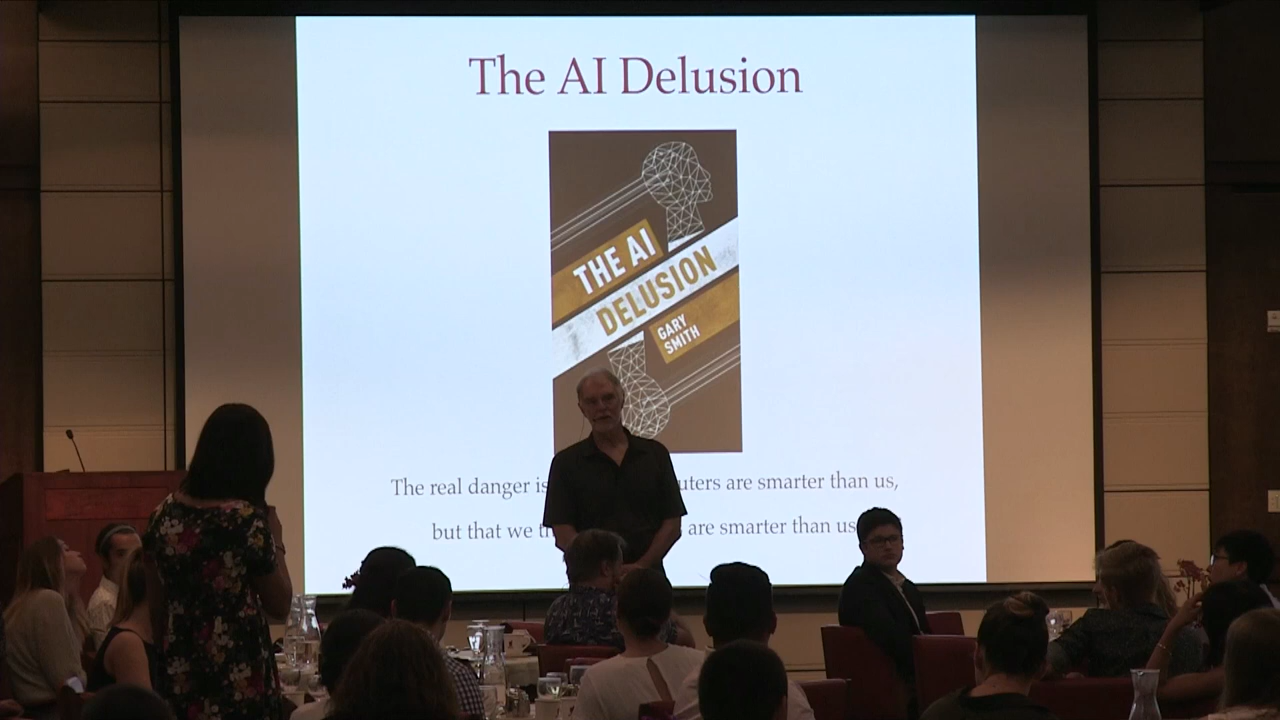 The AI Delusion
THE AI
DELUSION
GARY
SMITH
The real danger is uters are smarter than us,
but that we th are smarter than us